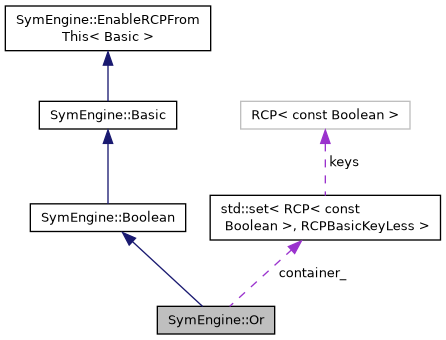 SymEngine::EnableRCPFrom
This< Basic >
SymEngine::Basic
RCP< const Boolean >
keys
SymEngine::Boolean
std::set< RCP< const
Boolean >, RCPBasicKeyLess >
container_
SymEngine::Or